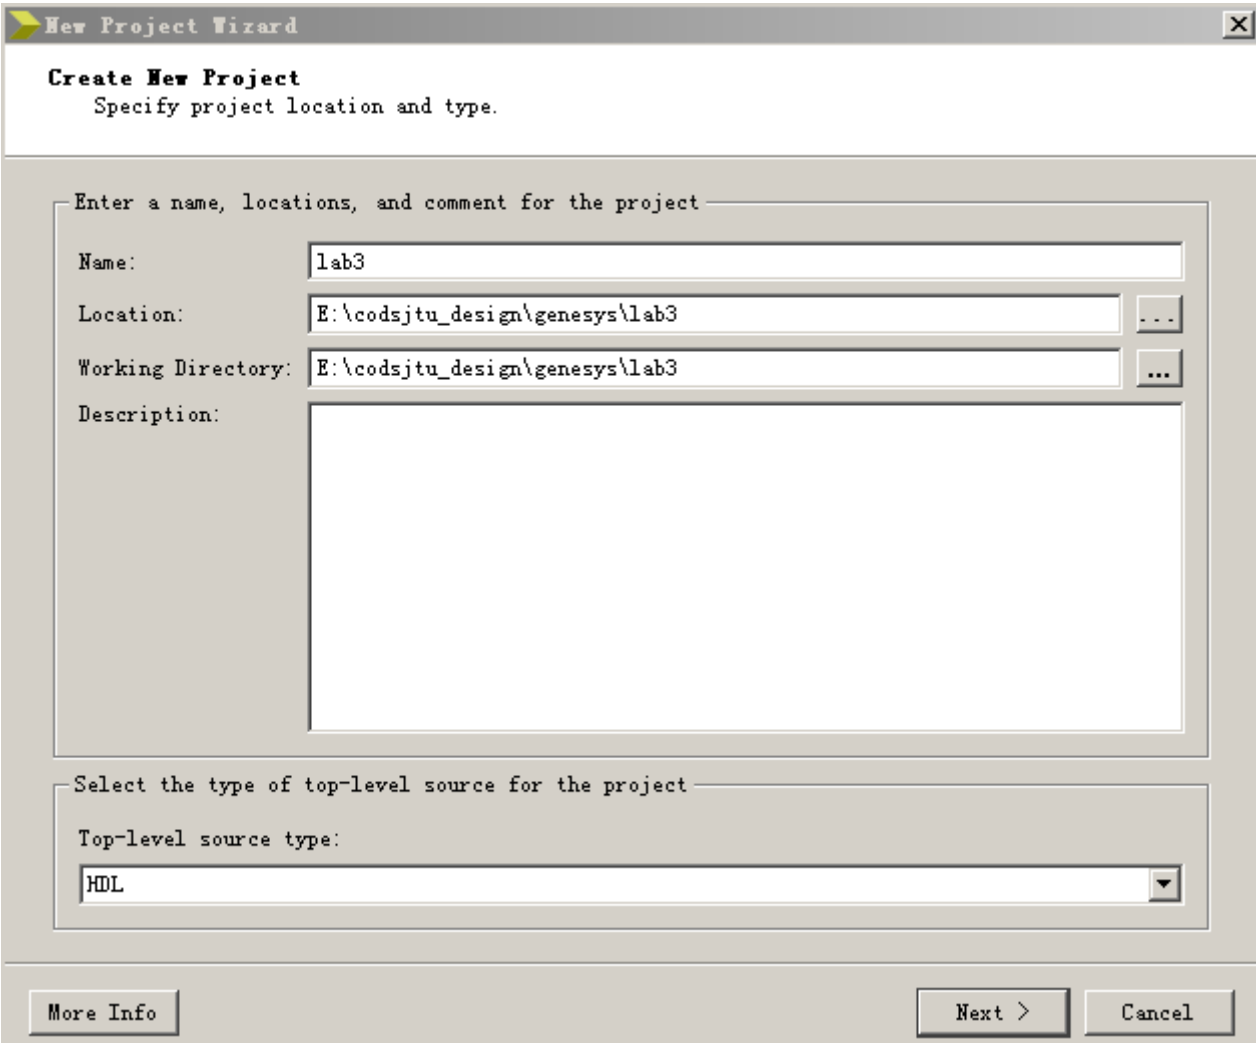 New Project Wizard
Create New Project
Specify project location and type.
Enter a name, locations, and comment for the project
Name:
lab3
Location:
E:\codsjtu_design\genesys\lab3
...
Working Directory:
E:\codsjtu_design\genesys\lab3
...
Description:
Select the type of top-level source for the project
Top-level source type:
HDL
More Info
Next >
Cancel